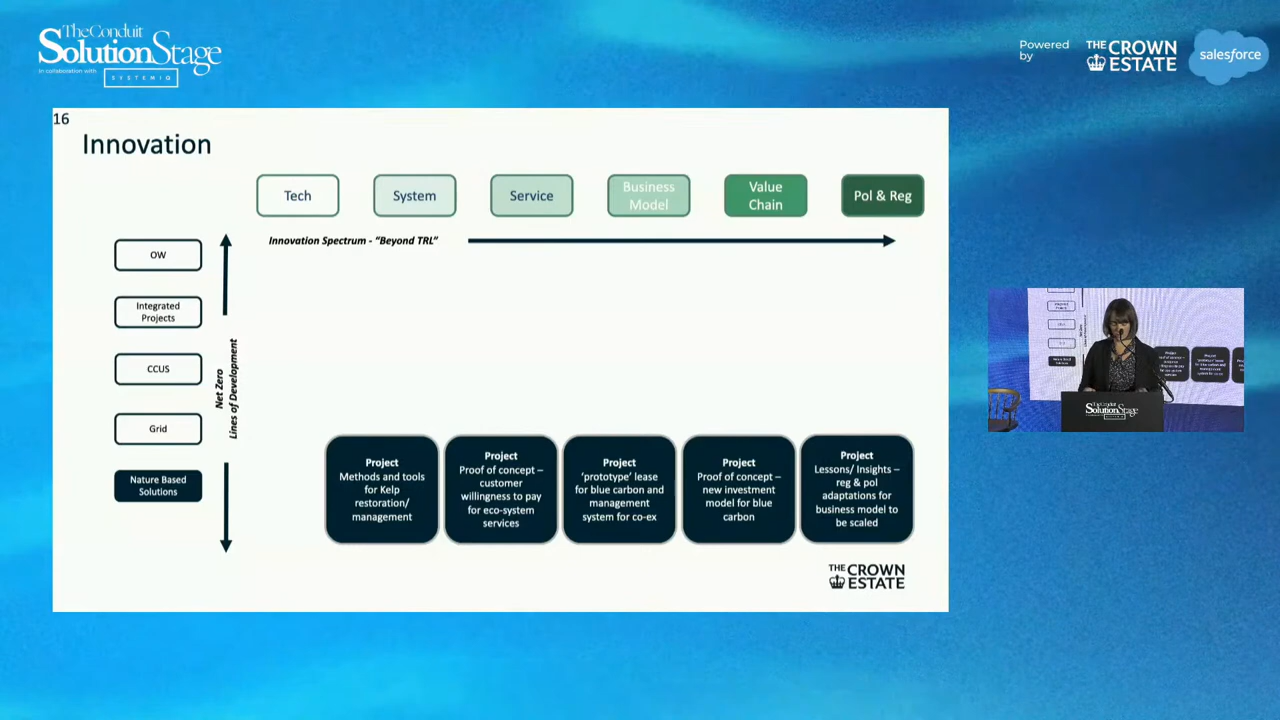 The Conduit
Solution Stage
In collaboration with
SYSTEMIQ
Powered
by
THE CROWN
ESTATE
salesforce
16
Innovation
Tech
System
Service
Business
Model
Value
Chain
Pol & Reg
Innovation Spectrum - "Beyond TRL"
OW
Integrated
Projects
CCUS
Grid
Nature Based
Solutions
Net Zero
Lines of Development
Project
Methods and tools
for Kelp
restoration/
management
Project
Proof of concept –
customer
willingness to pay
for eco-system
services
Project
'prototype' lease
for blue carbon and
management
system for co-ex
Project
Proof of concept –
new investment
model for blue
carbon
Project
Lessons/ Insights –
reg & pol
adaptations for
business model to
be scaled
THE CROWN
ESTATE
The Conduit
Solution Stage